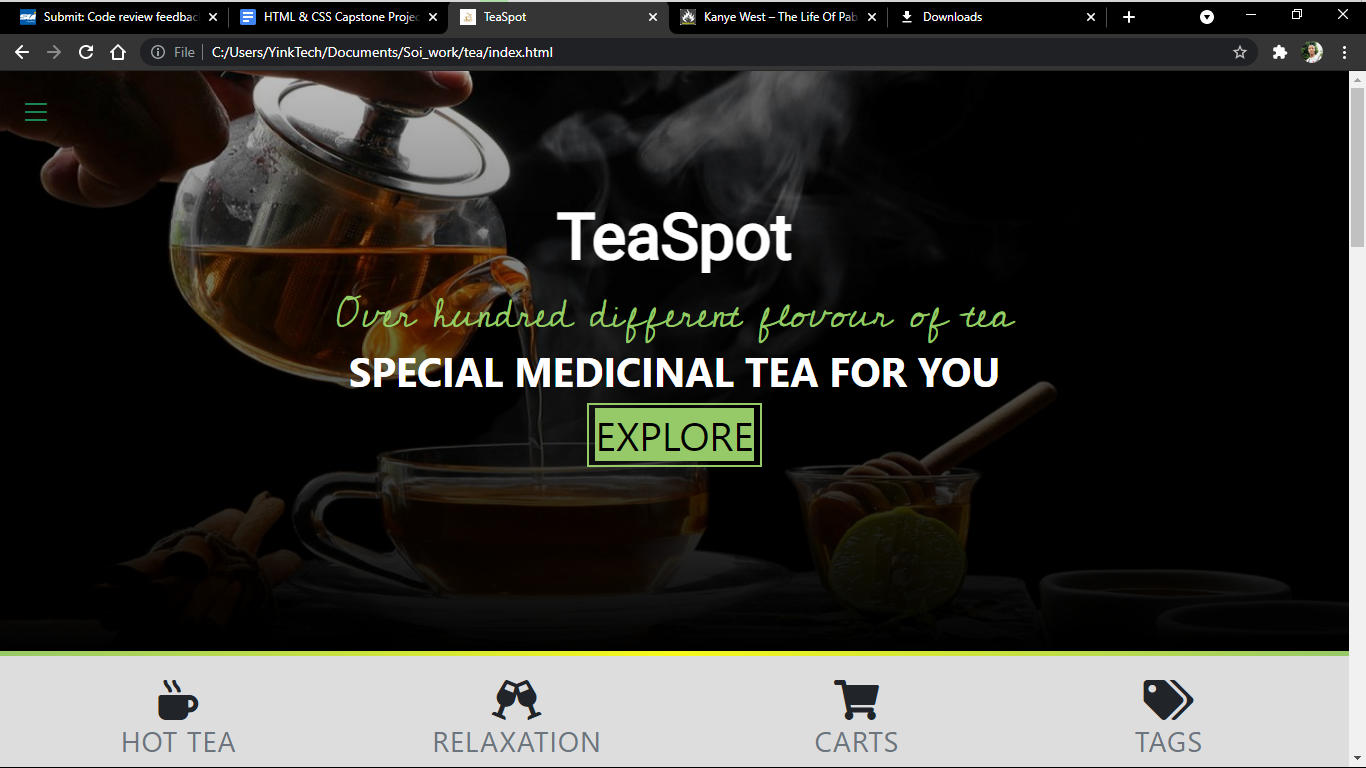 Submit: Code review feedbac
HTML & CSS Capstone Projec
TeaSpot
Kanye West – The Life Of Pab
Downloads
File
C:/Users/YinkTech/Documents/Soi_work/tea/index.html
TeaSpot
Over hundred different flovour of tea
SPECIAL MEDICINAL TEA FOR YOU
EXPLORE
HOT TEA
RELAXATION
CARTS
TAGS